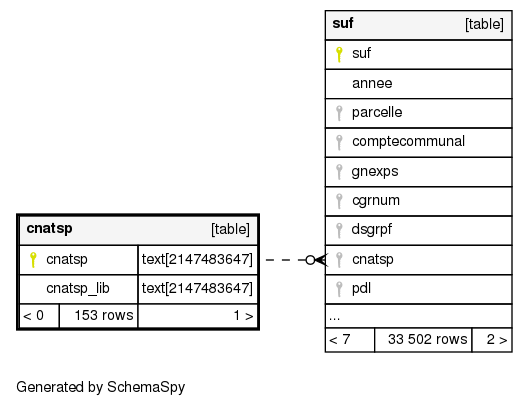 suf [table]
suf
annee
parcelle
comptecommunal
gnexps
cgrnum
dsgrpf
cnatsp
pdl
...
< 7 33 502 rows 2 >
cnatsp [table]
cnatsp text[2147483647]
cnatsp_lib text[2147483647]
< 0 153 rows 1 >
Generated by SchemaSpy